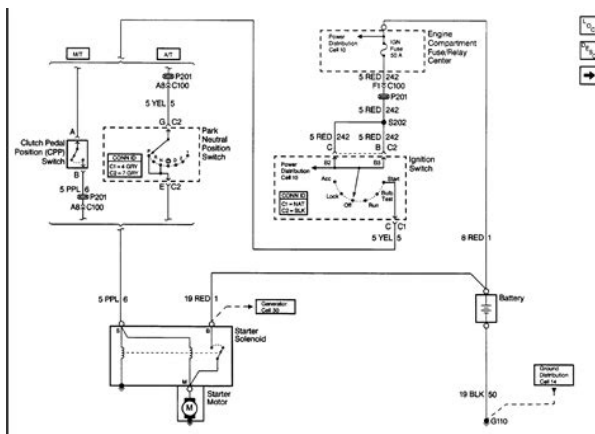 M/T
A/T
P201
A8 C100
5 YEL 5
G C2
A
Clutch Pedal
Position (CPP)
Switch
B
5 PPL 6
P201
A8 C100
CONN ID
C1 = 4 GRY
C2 = 7 GRY
Park
Neutral
Position
Switch
E C2
Power
Distribution
Cell 10
IGN
Fuse
50 A
Engine
Compartment
Fuse/Relay
Center
5 RED 242
F1 C100
P201
5 RED 242
S202
5 RED 242
5 RED 242
C
B C2
B2
B3
Power
Distribution
Cell 10
Ignition
Switch
CONN ID
C1 = NAT
C2 = BLK
Acc
Lock
Off
Run
Bulb
Test
Start
C C1
5 YEL 5
8 RED 1
L O C
D E S C
5 PPL 6
19 RED 1
Generator
Cell 30
S
B
Starter
Solenoid
M
M
Starter
Motor
Battery
Ground
Distribution
Cell 14
19 BLK 50
G110